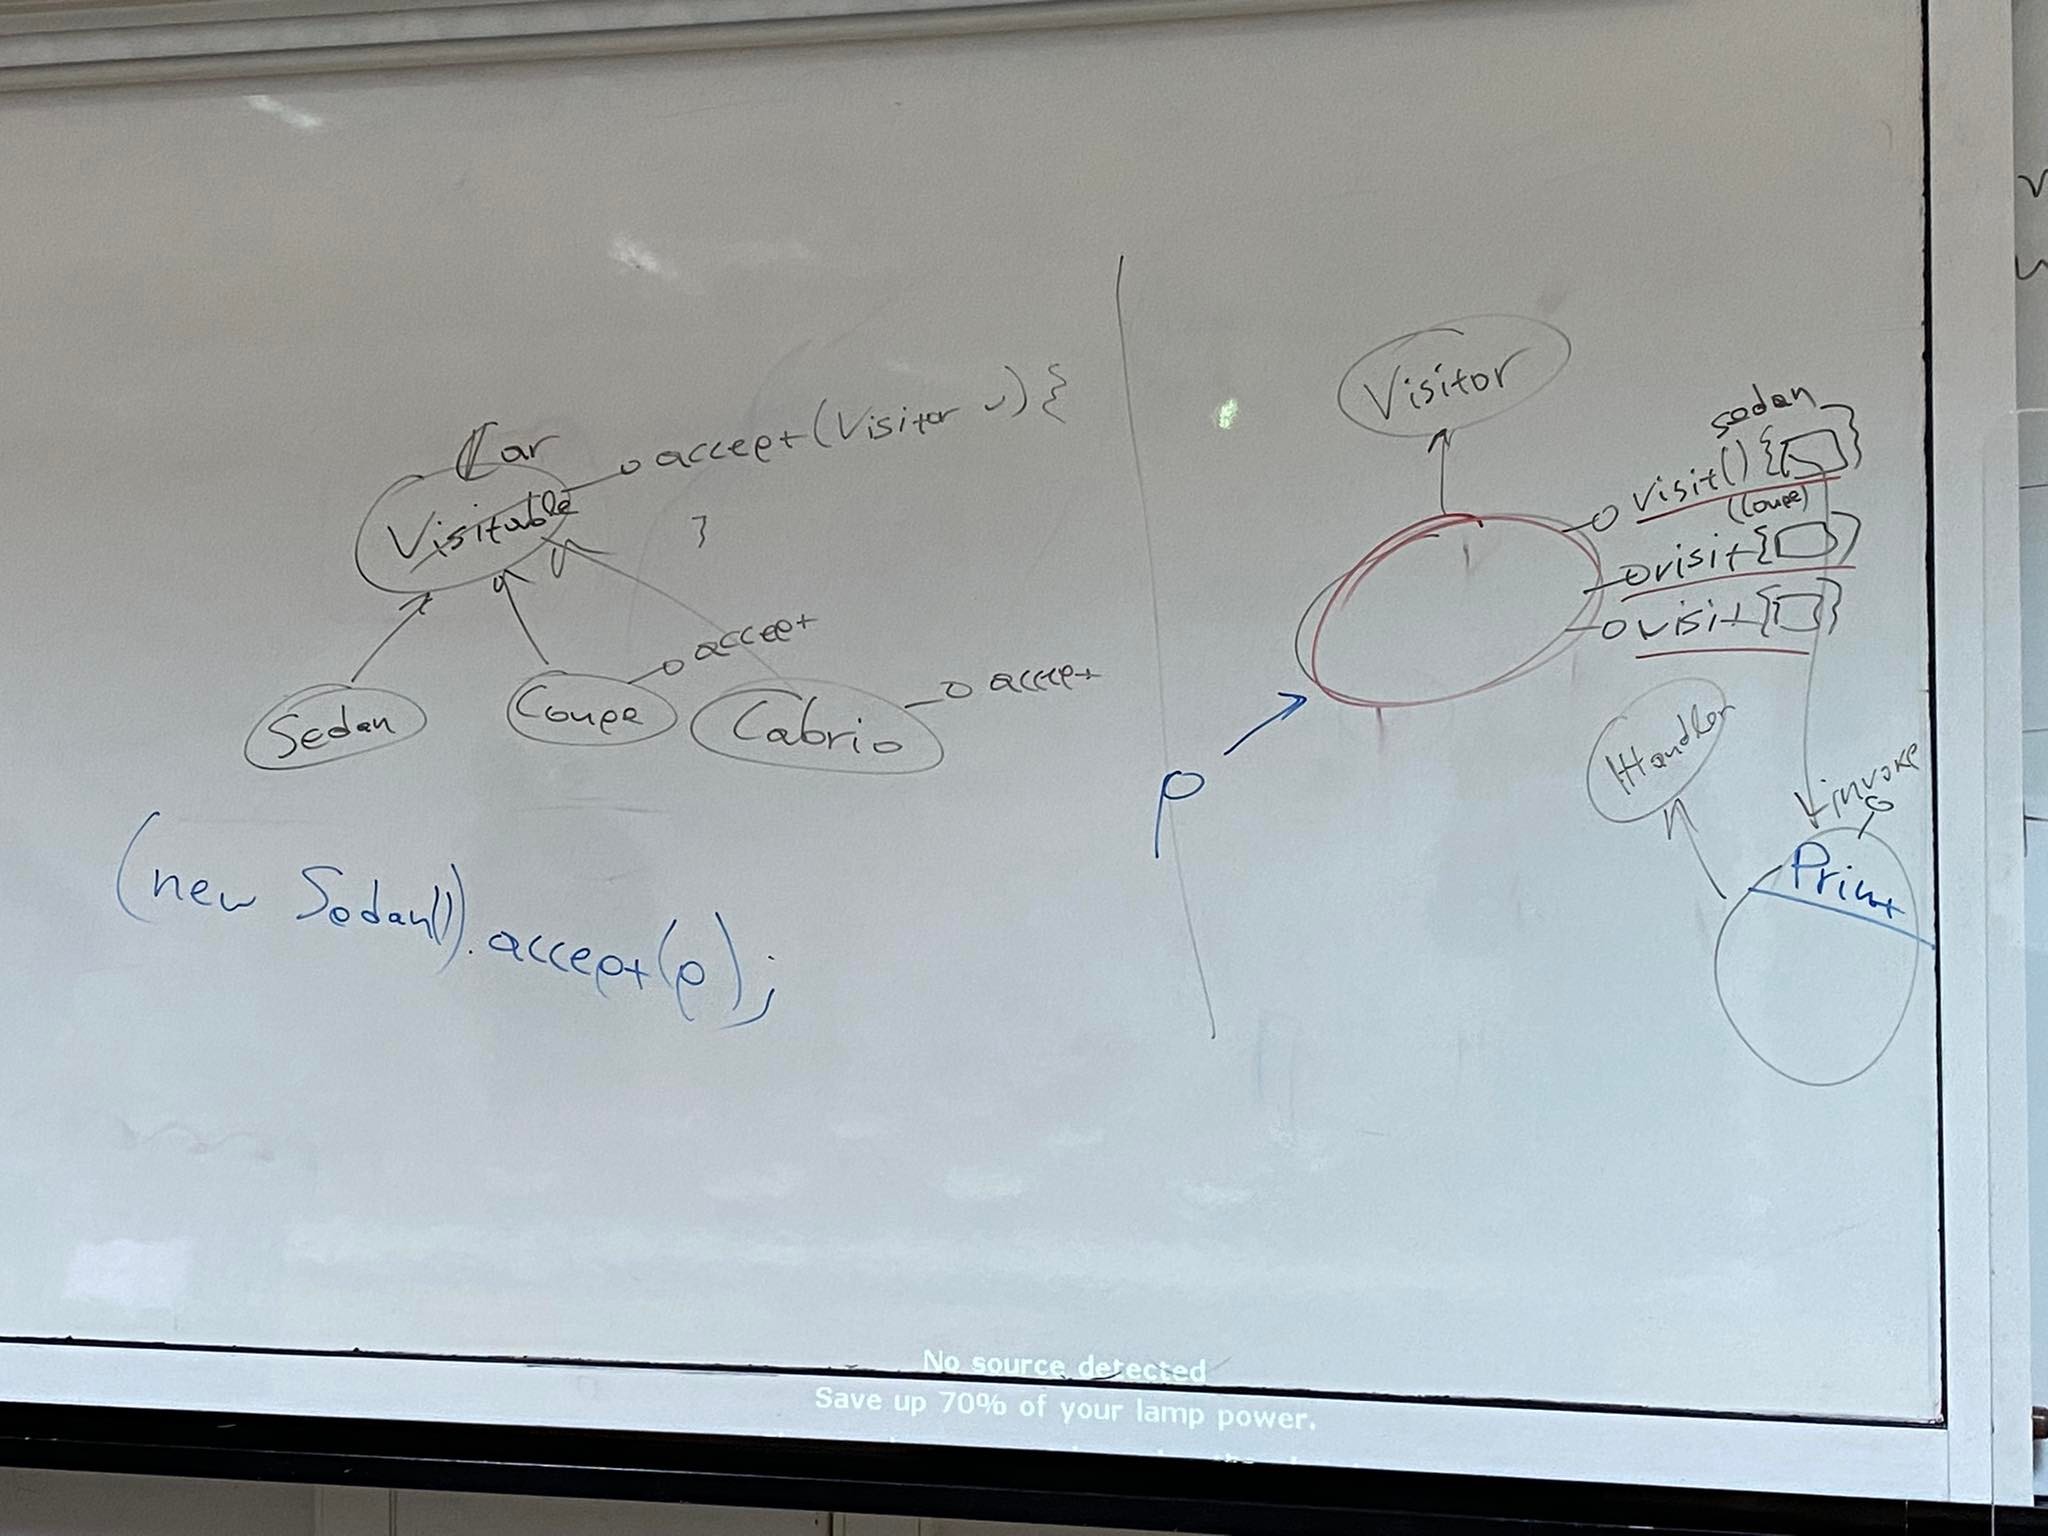 Car
Visitable
accept (Visitor v) {
}
accept
accept
Sedan
Coupe
Cabrio
(new Sedan()).accept(p);
Visitor
sedan
visit() { }
(Coupe)
visit { }
visit { }
p
IHandler
invoke
Print
No source detected
Save up 70% of your lamp power.